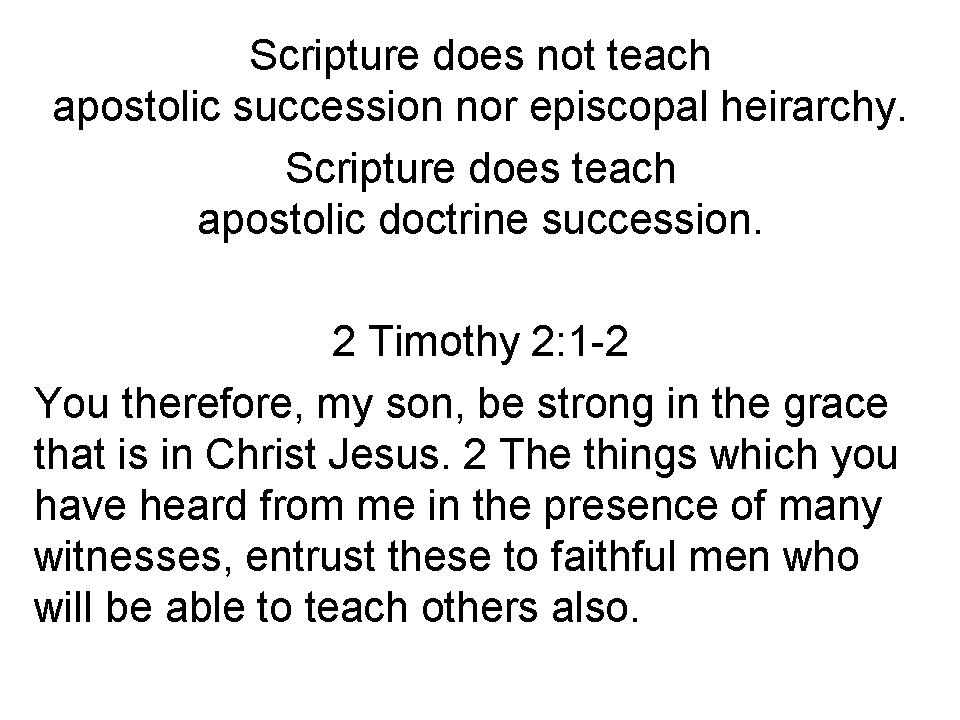 Scripture does not teach
apostolic succession nor episcopal heirarchy.
Scripture does teach
apostolic doctrine succession.
2 Timothy 2:1-2
You therefore, my son, be strong in the grace
that is in Christ Jesus. 2 The things which you
have heard from me in the presence of many
witnesses, entrust these to faithful men who
will be able to teach others also.